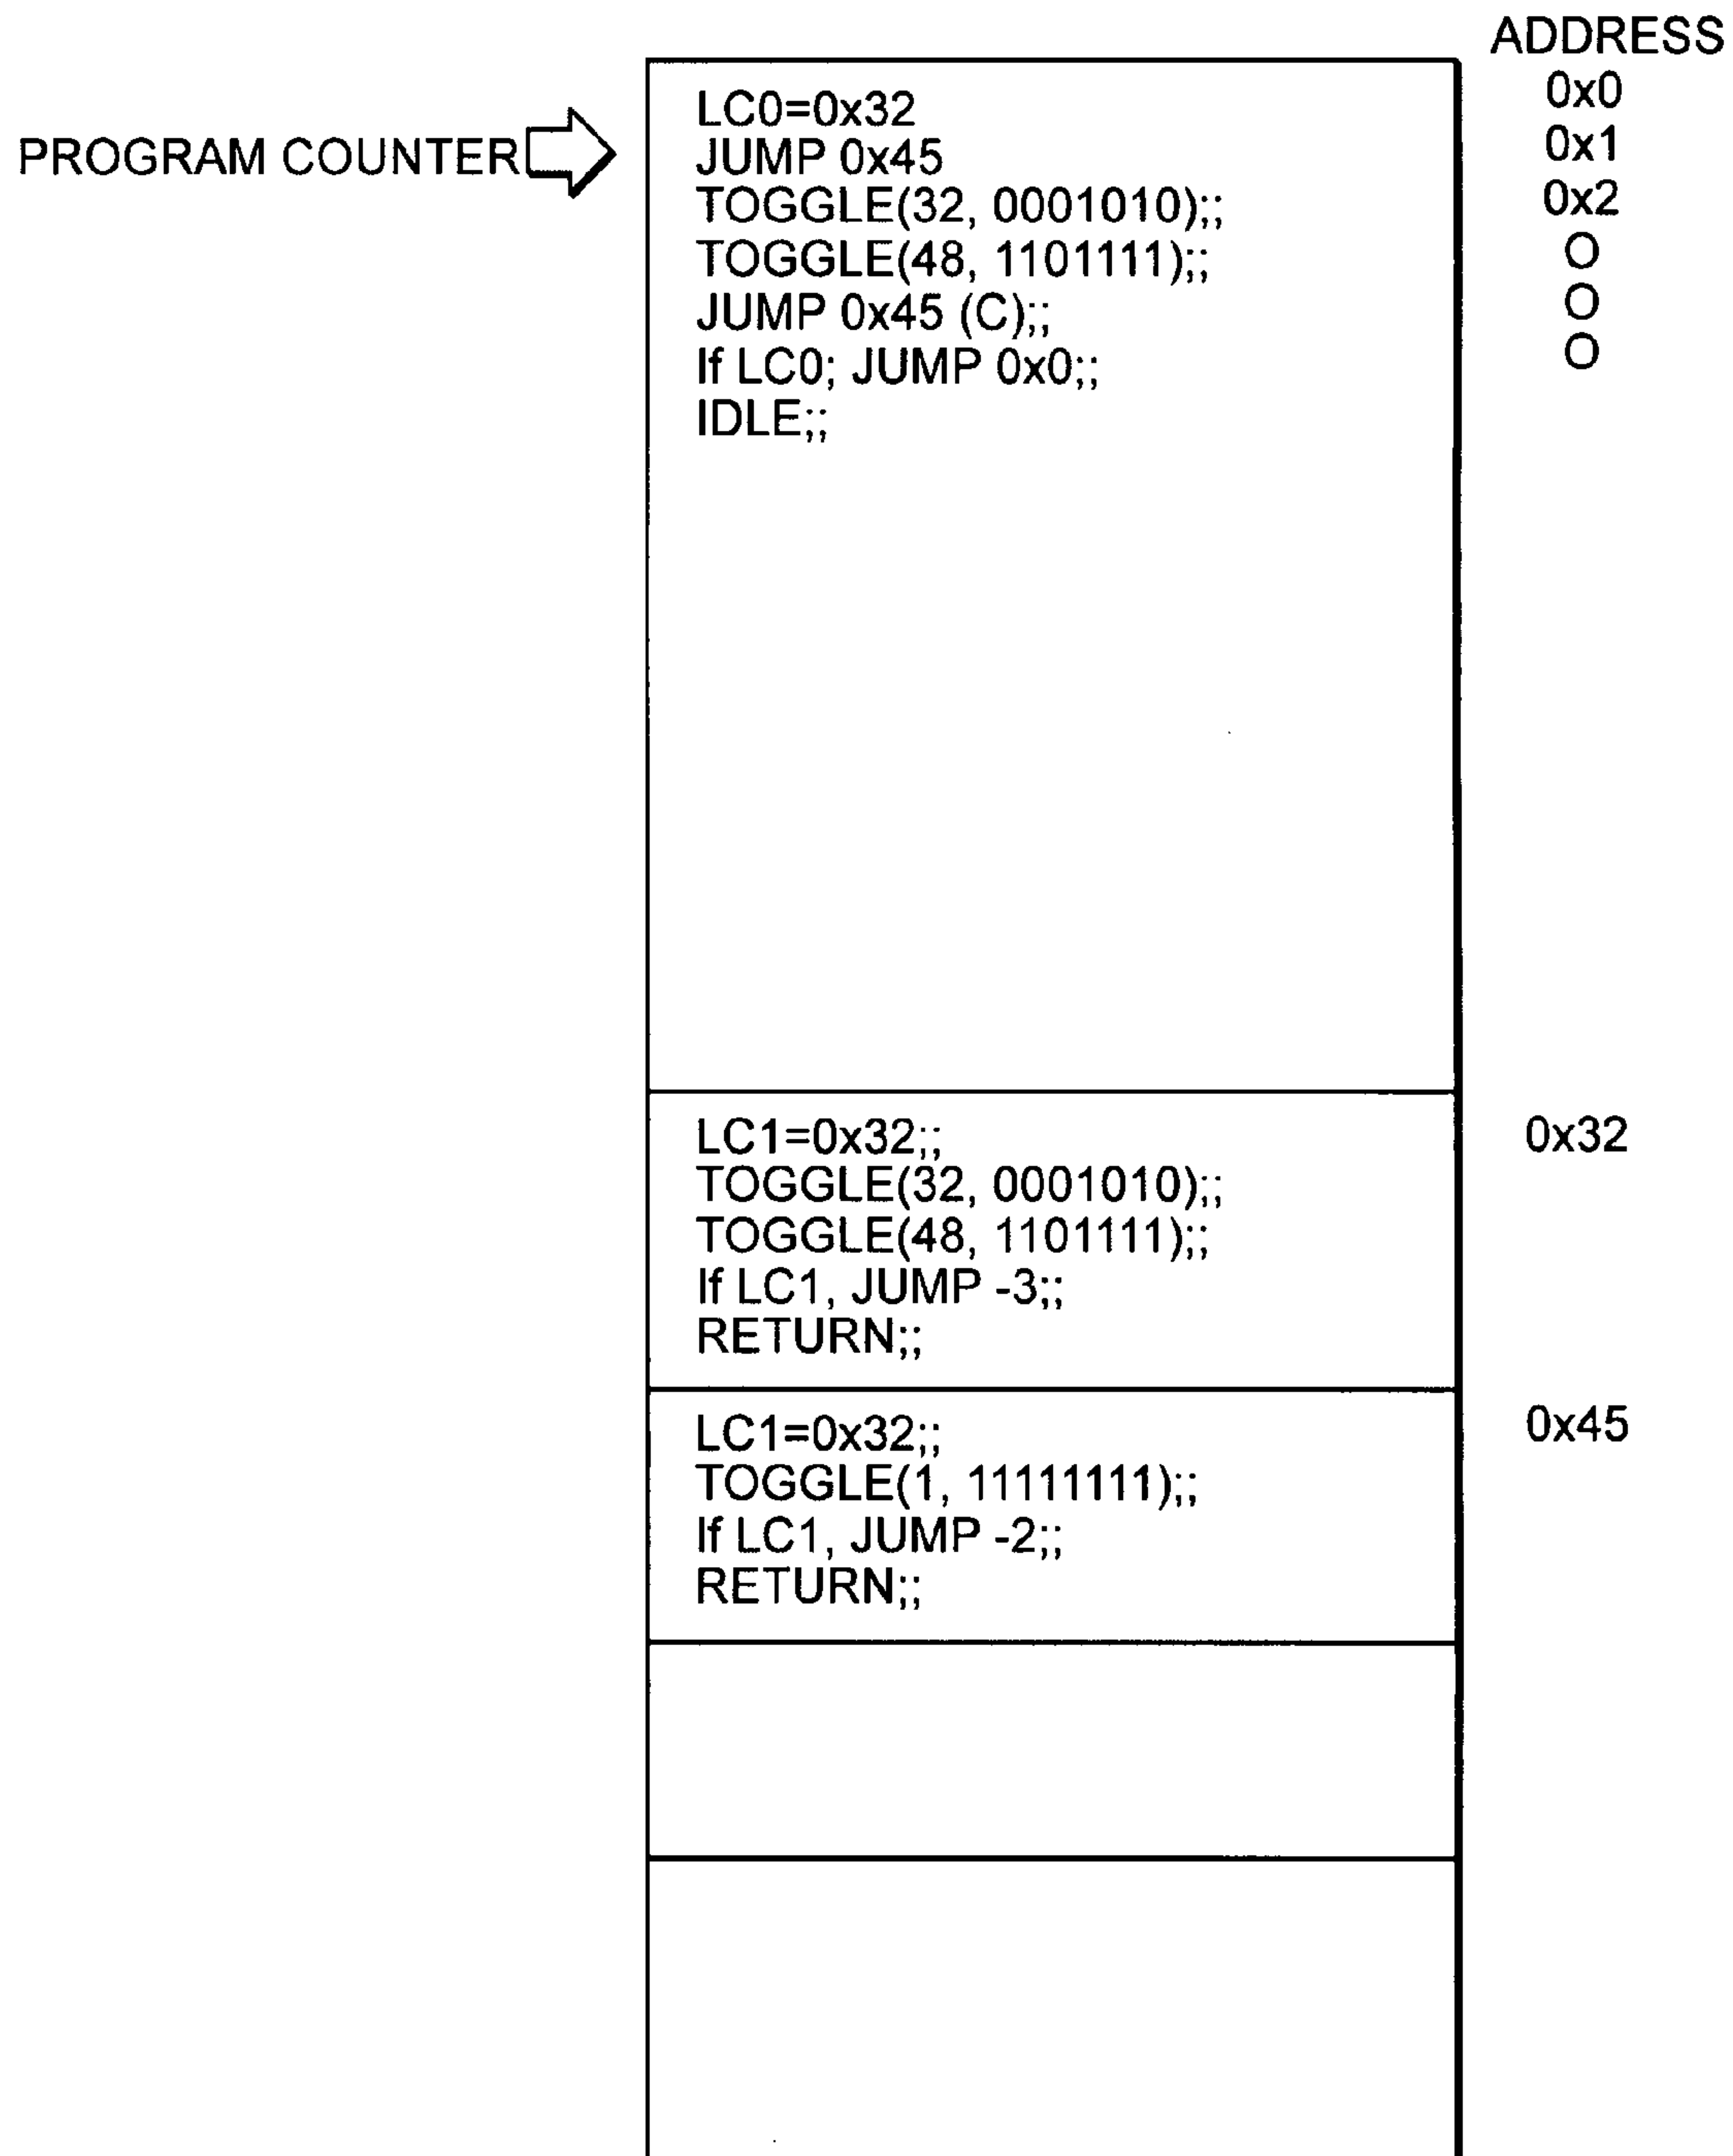 ADDRESS
LC0=0x32 0x0
PROGRAM COUNTER JUMP 0x45 0x1
TOGGLE(32, 0001010);; 0x2
TOGGLE(48, 1101111);; O
JUMP 0x45 (C);; O
If LC0; JUMP 0x0;; O
IDLE;;
LC1=0x32;; 0x32
TOGGLE(32, 0001010);;
TOGGLE(48, 1101111);;
If LC1, JUMP -3;;
RETURN;;
LC1=0x32;; 0x45
TOGGLE(1, 11111111);;
If LC1, JUMP -2;;
RETURN;;